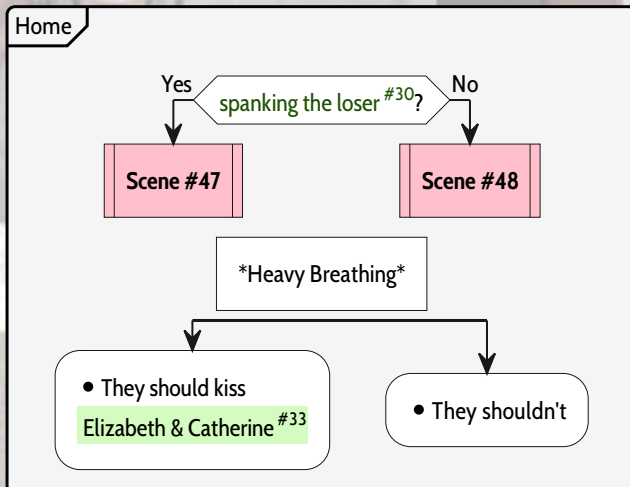 Home
Yes
No
spanking the loser #30?
Scene #47
Scene #48
*Heavy Breathing*
• They should kiss
Elizabeth & Catherine #33
• They shouldn't